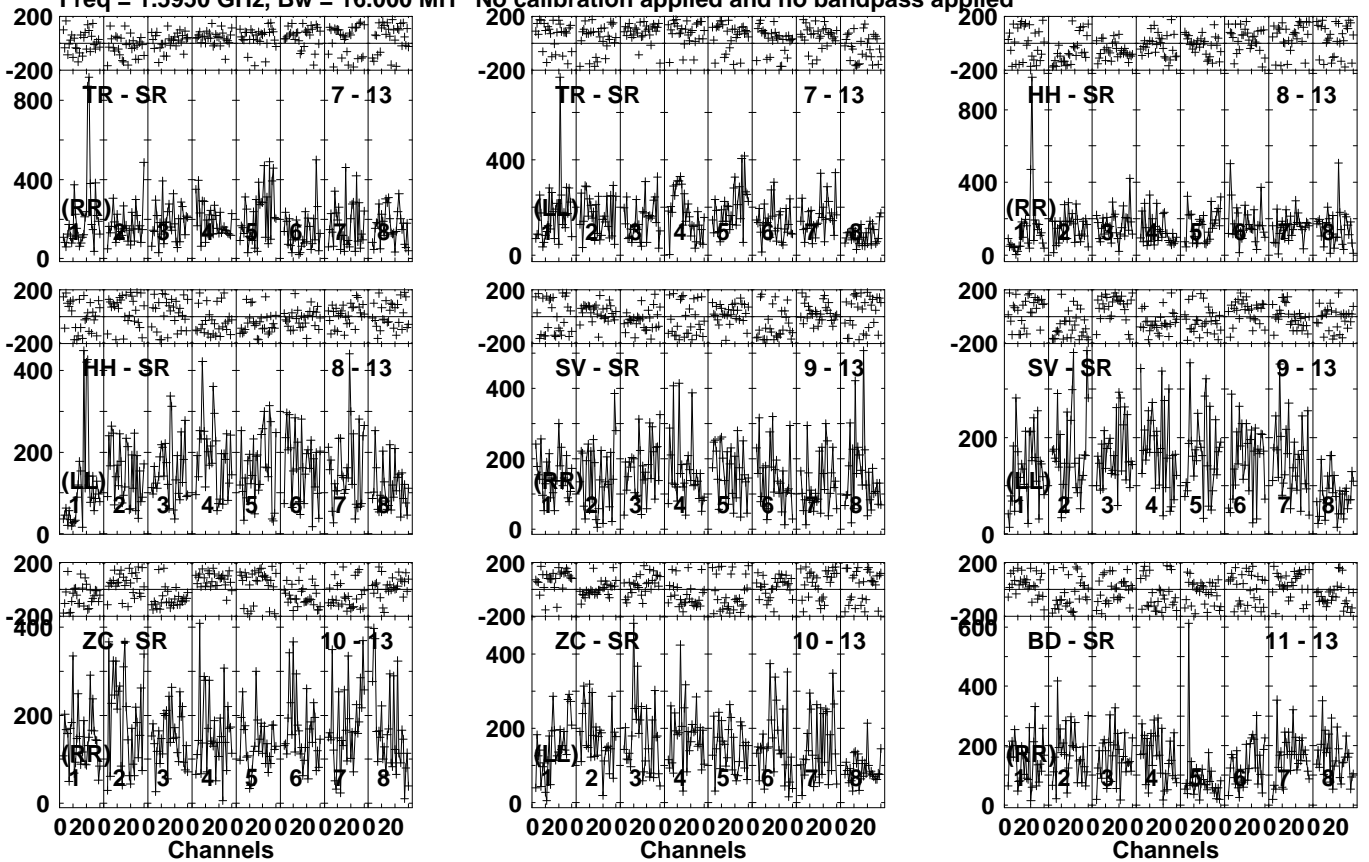 Freq = 1.5950 GHz, Bw = 16.000 MH No calibration applied and no bandpass applied
200 200 200
-200 -200 -200
TR - SR 7 - 13 TR - SR 7 - 13 HH - SR 8 - 13
800 800
400 400 400
(RR) (LL) (RR)
1 2 3 4 5 6 7 8 1 2 3 4 5 6 7 8 1 2 3 4 5 6 7 8
0 0 0
200 200 200
-200 -200 -200
HH - SR 8 - 13 SV - SR 9 - 13 SV - SR 9 - 13
400 400
200 200 200
(LL) (RR) (LL)
1 2 3 4 5 6 7 8 1 2 3 4 5 6 7 8 1 2 3 4 5 6 7 8
0 0 0
200 200 200
-200 -200 -200
400 600
ZC - SR 10 - 13 ZC - SR 10 - 13 BD - SR 11 - 13
400 400
200 200 200
(RR) (LL) (RR)
1 2 3 4 5 6 7 8 1 2 3 4 5 6 7 8 1 2 3 4 5 6 7 8
0 0 0
0 20 0 20 0 20 0 20 0 20 0 20 0 20 0 20 0 20 0 20 0 20 0 20 0 20 0 20 0 20 0 20 0 20 0 20 0 20 0 20 0 20 0 20 0 20 0 20
Channels Channels Channels